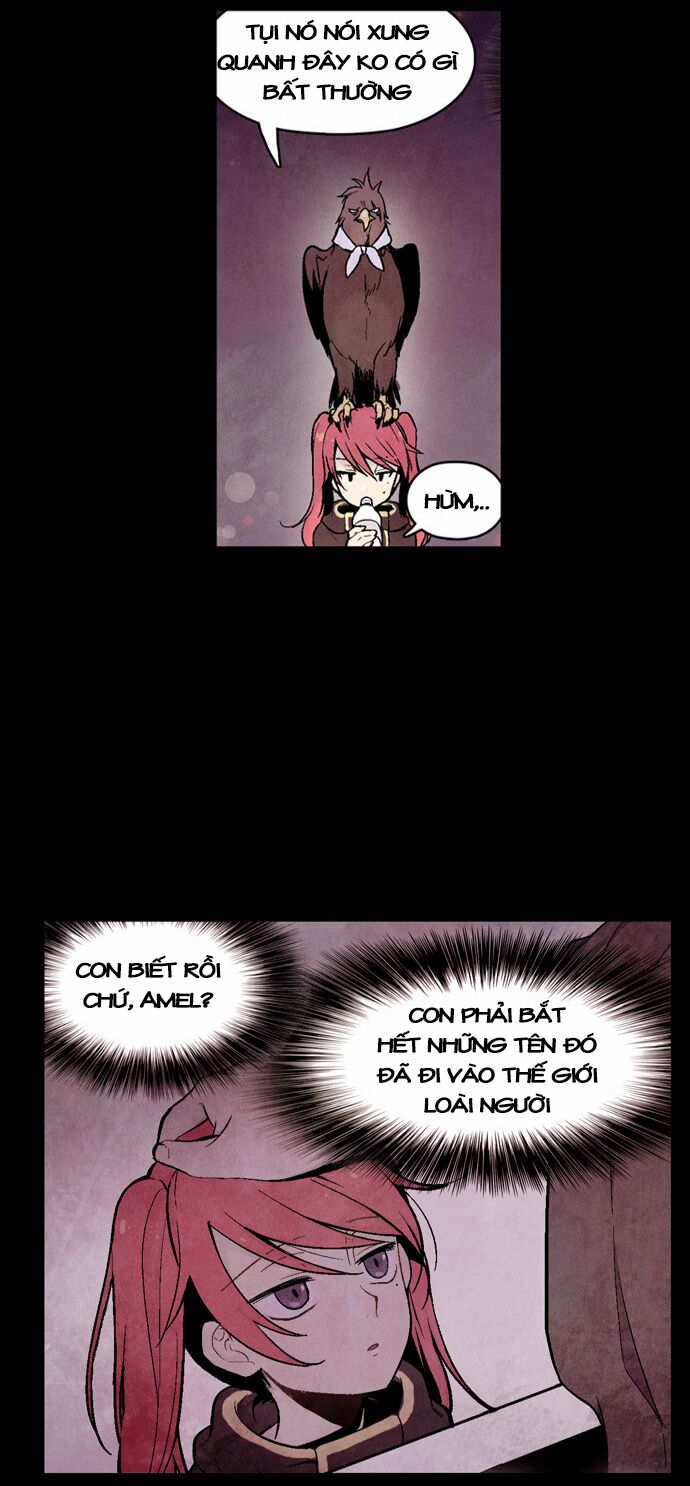 TỤI NÓ NÓI XUNG
QUANH ĐÂY KO CÓ GÌ
BẤT THƯỜNG
HỪM,..
CON BIẾT RỒI
CHỨ, AMEL?
CON PHẢI BẮT
HẾT NHỮNG TÊN ĐÓ
ĐÃ ĐI VÀO THẾ GIỚI
LOÀI NGƯỜI